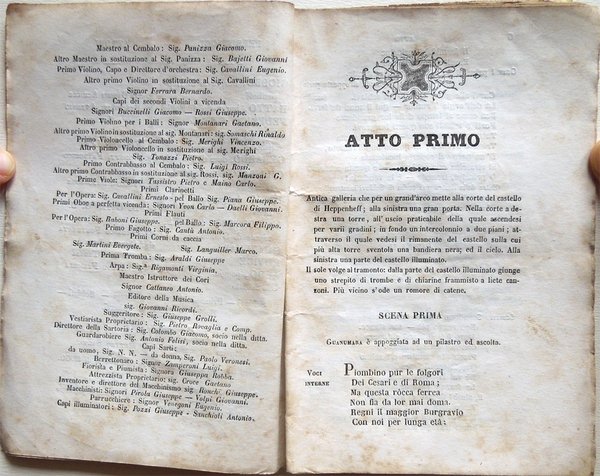 Maestro al Cembalo: Sig. Panizza Giacomo.
Altro Maestro in sostituzione al Sig. Panizza: Sig. Bajetti Giovanni
Primo Violino, Capo e Direttore d'orchestra: Sig. Cavallini Eugenio.
Altro primo Violino in sostituzione al Sig. Cavallini
Signor Ferrara Bernardo.
Capi dei secondi Violini a vicenda
Signori Buccinelli Giacomo — Rossi Giuseppe.
Primo Violino per i Balli: Signor Montanari Gaetano.
Altro primo Violino in sostituzione al Sig. Montanari: Sig. Somaschi Rinaldo
Primo Violoncello al Cembalo: Sig. Merighi Vincenzo.
Altro primo Violoncello in sostituzione al sig. Merighi
Sig. Tonazzi Pietro.
Primo Contrabbasso al Cembalo: Sig. Luigi Rossi.
Altro primo Contrabbasso in sostituzione al sig. Rossi, sig. Manzoni G.
Prime Viole: Signori Tassistro Pietro e Maino Carlo.
Primi Clarinetti
Per l'Opera: Sig. Cavallini Ernesto - pel Ballo Sig. Piana Giuseppe.
Primi Oboe a perfetta vicenda: Signori Yvon Carlo — Daelli Giovanni.
Primi Flauti
Per l'Opera: Sig. Raboni Giuseppe. pel Ballo: Sig. Marcora Filippo.
Primo Fagotto: Sig. Cantù Antonio.
Primi Corni da caccia
Sig. Martini Evergete. Sig. Languiller Marco.
Prima Tromba: Sig. Araldi Giuseppe
Arpa: Sig.ª Rigamonti Virginia.
Maestro Istruttore dei Cori
Signor Cattaneo Antonio.
Editore della Musica
sig. Giovanni Ricordi.
Suggeritore: Sig. Giuseppe Grolli.
Vestiarista Proprietario: Sig. Pietro Rovaglia e Comp.
Direttore della Sartoria: Sig. Colombo Giacomo, socio nella ditta.
Guardarobiere Sig. Antonio Felisi, socio nella ditta.
Capi Sarti:
da uomo, Sig. N. N. — da donna, Sig. Paolo Veronesi.
Berrettonaro: Signor Zamperoni Luigi.
Fiorista e Piumista: Signora Giuseppa Robba.
Attrezzista Proprietario: sig. Croce Gaetano
Inventore e direttore del Macchinismo sig Ronchi Giuseppe.
Macchinisti: Signori Pirola Giuseppe — Volpi Giovanni.
Parrucchiere: Signor Venegoni Eugenio.
Capi illuminatori: Sig. Pozzi Giuseppe - Sanchioli Antonio.
ATTO PRIMO
Antica galleria che per un grand'arco mette alla corte del castello
di Heppenheff; alla sinistra una gran porta. Nella corte a de-
stra una torre, all'uscio praticabile della quale ascendesi
per varii gradini; in fondo un intercolonnio a due piani; at-
traverso il quale vedesi il rimanente del castello sulla cui
più alta torre sventola una bandiera nera; ed il cielo. Alla
sinistra una parte del castello illuminato.
Il sole volge al tramonto: dalla parte del castello illuminato giunge
uno strepito di trombe e di chiarine frammisto a liete can-
zoni. Più vicino s'ode un romore di catene.
SCENA PRIMA
Guanumara è appoggiata ad un pilastro ed ascolta.
Voci interne Piombino pur le folgori
Dei Cesari e di Roma;
Ma questa ròcca ferrea
Non fia da lor mai doma.
Regni il maggior Burgravio
Con noi per lunga età;